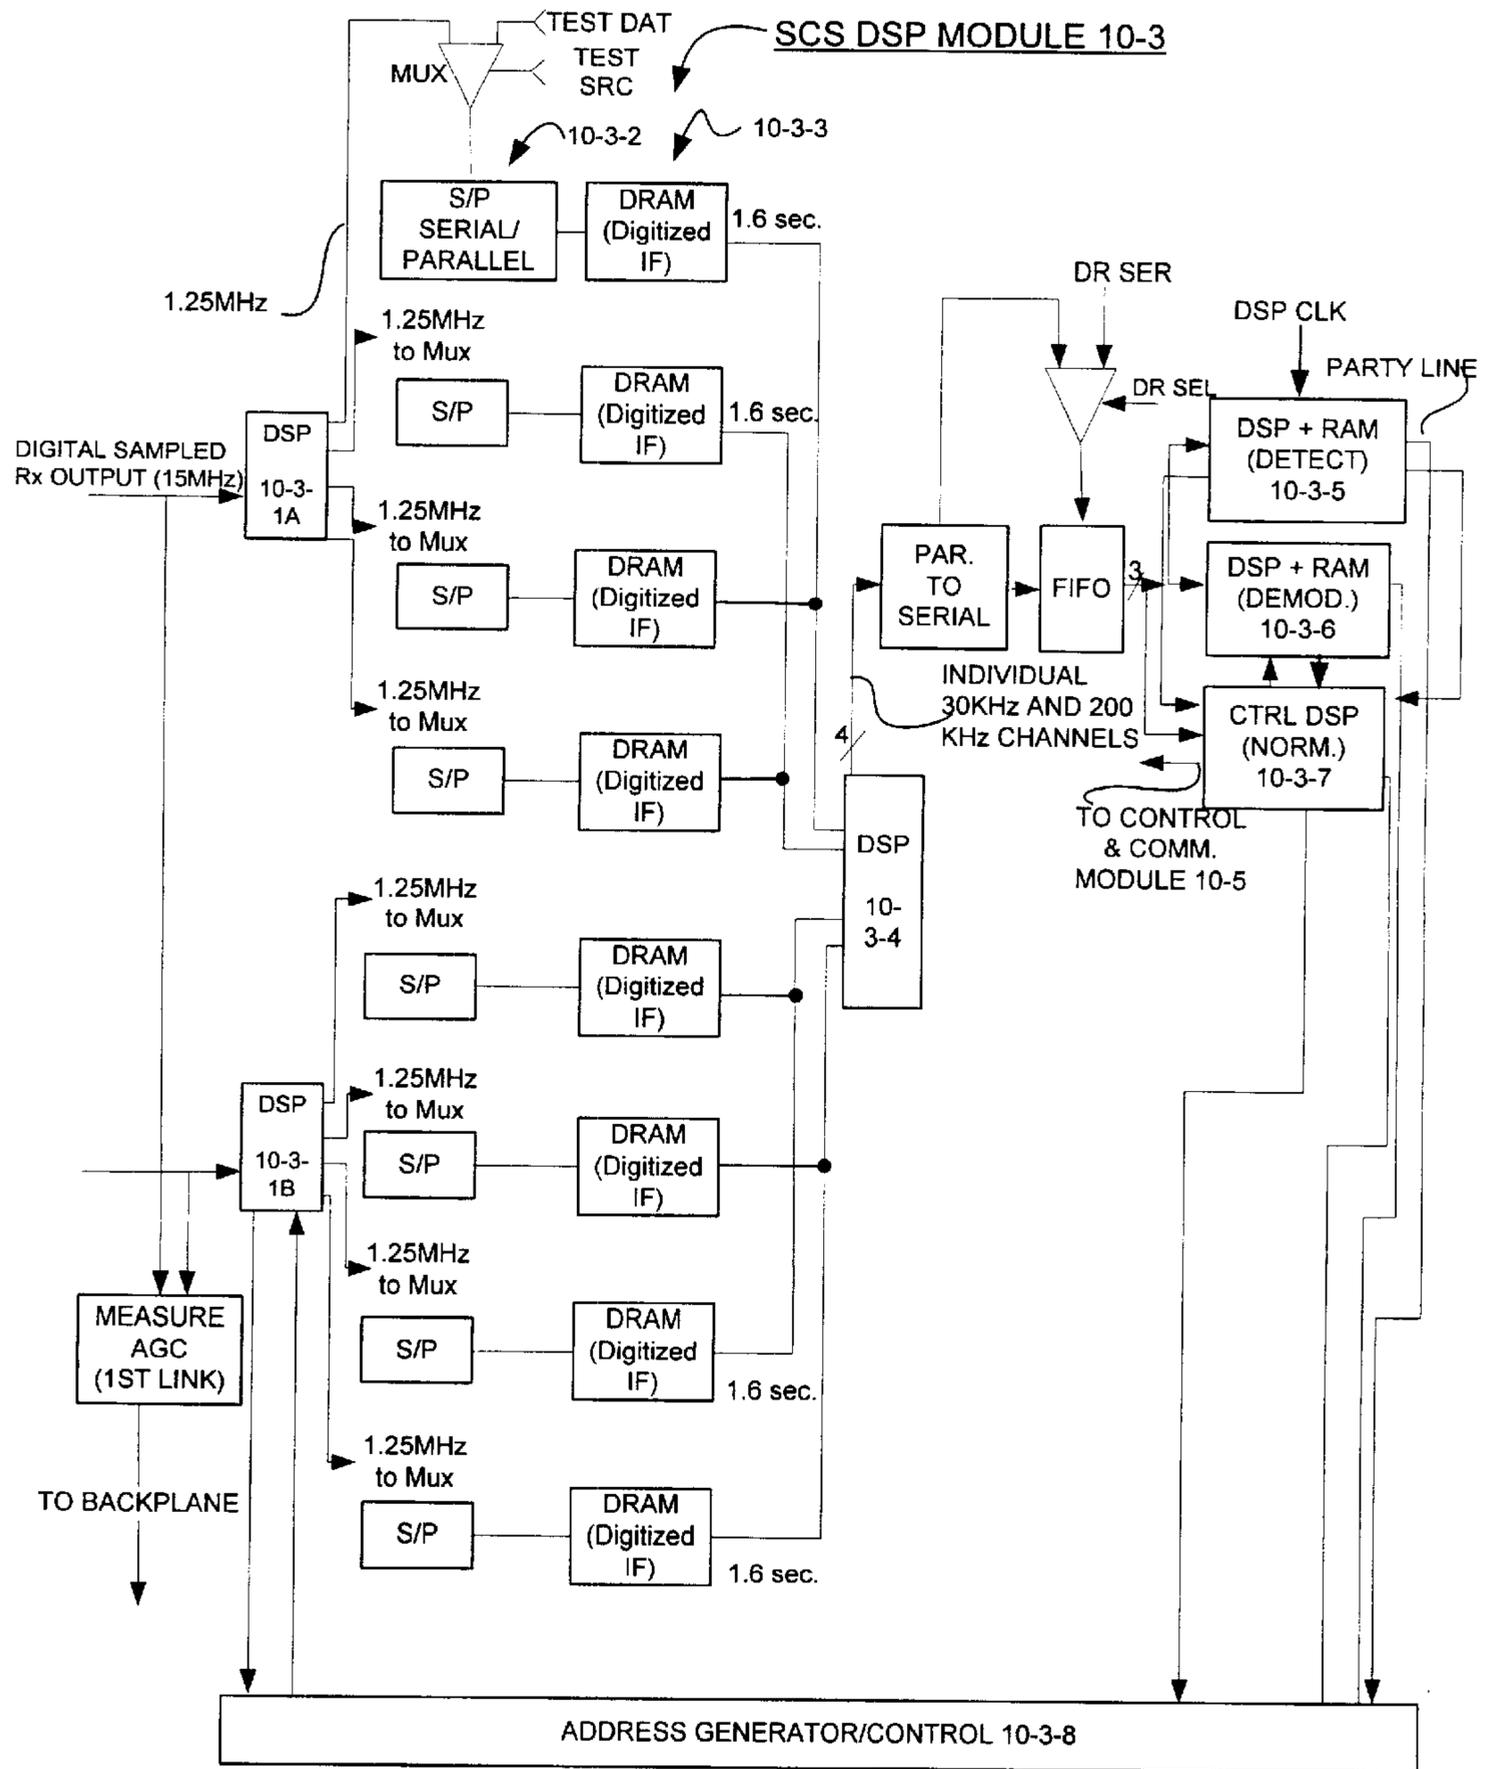 TEST DAT
SCS DSP MODULE 10-3
MUX
TEST
SRC
10-3-2
10-3-3
S/P
SERIAL/
PARALLEL
DRAM
(Digitized
IF)
1.6 sec.
1.25MHz
1.25MHz
to Mux
S/P
DRAM
(Digitized
IF)
1.6 sec.
DIGITAL SAMPLED
Rx OUTPUT (15MHz)
DSP
10-3-
1A
1.25MHz
to Mux
S/P
DRAM
(Digitized
IF)
1.25MHz
to Mux
S/P
DRAM
(Digitized
IF)
DR SER
DSP CLK
PARTY LINE
DR SEL
DSP + RAM
(DETECT)
10-3-5
PAR.
TO
SERIAL
FIFO
3
DSP + RAM
(DEMOD.)
10-3-6
INDIVIDUAL
30KHz AND 200
KHz CHANNELS
4
CTRL DSP
(NORM.)
10-3-7
TO CONTROL
& COMM.
MODULE 10-5
DSP
10-
3-4
1.25MHz
to Mux
S/P
DRAM
(Digitized
IF)
DSP
10-3-
1B
1.25MHz
to Mux
S/P
DRAM
(Digitized
IF)
1.25MHz
to Mux
S/P
DRAM
(Digitized
IF)
1.6 sec.
MEASURE
AGC
(1ST LINK)
1.25MHz
to Mux
S/P
DRAM
(Digitized
IF)
1.6 sec.
TO BACKPLANE
ADDRESS GENERATOR/CONTROL 10-3-8